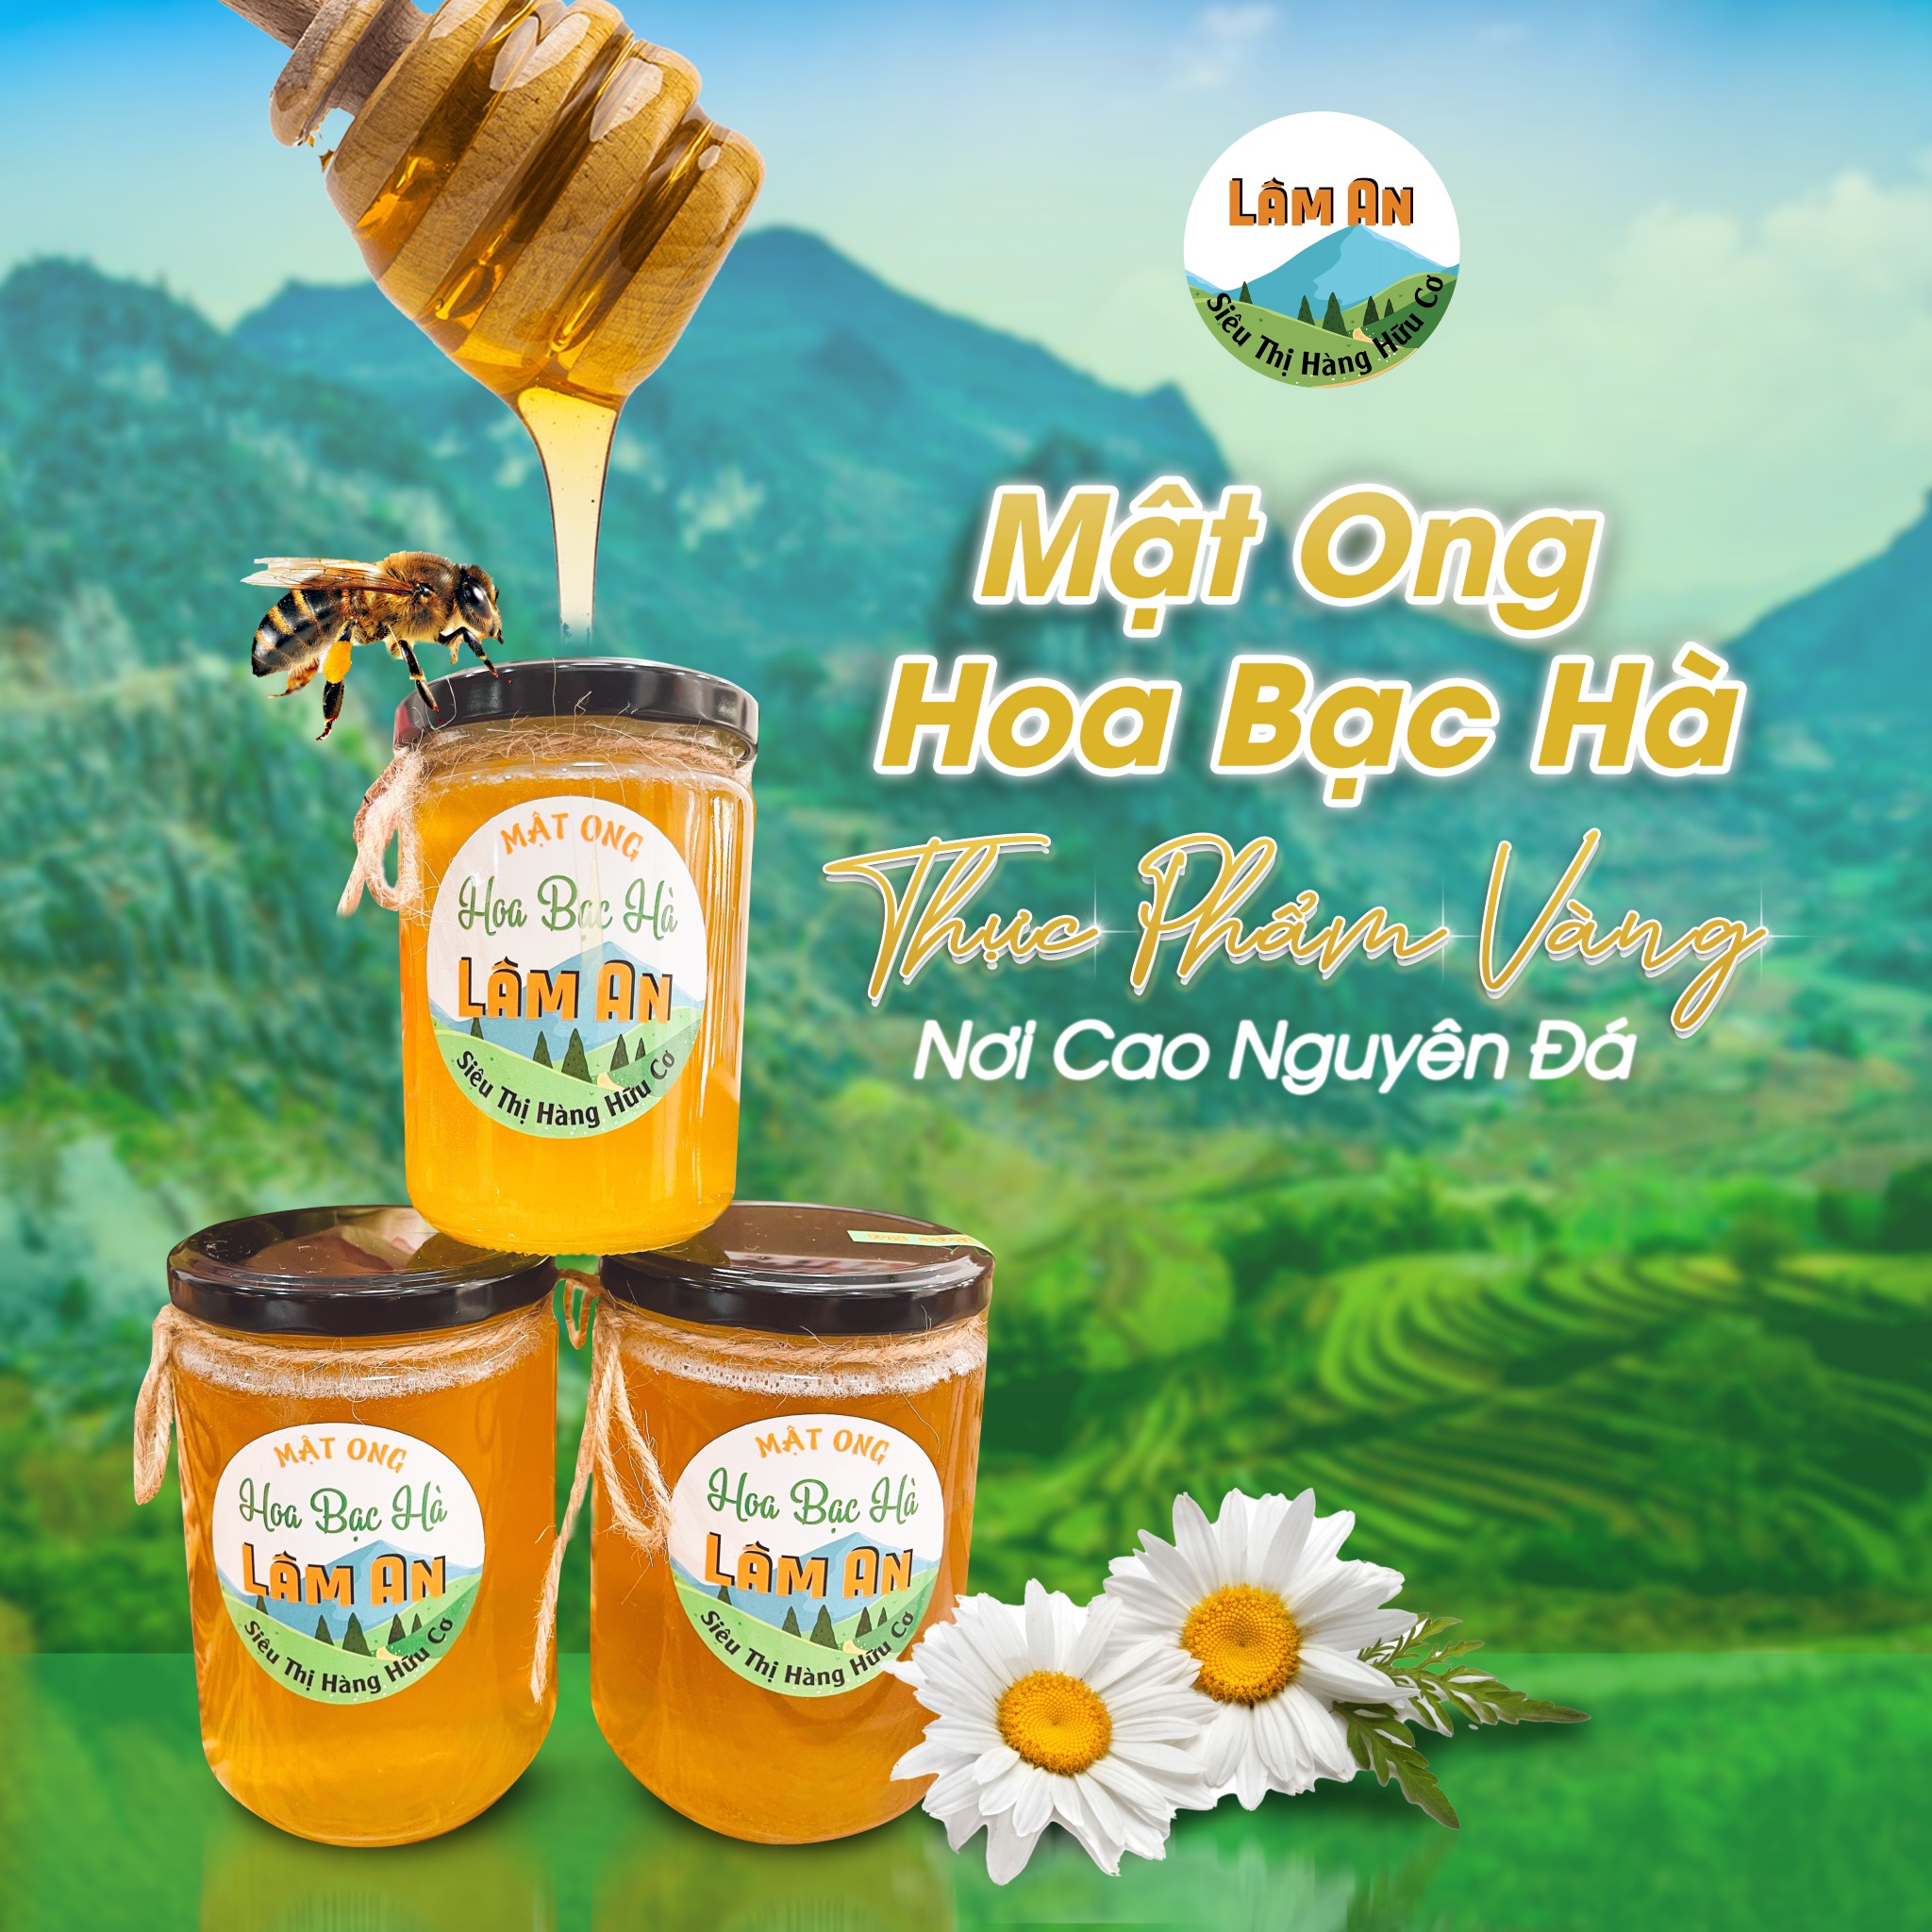 LÂM AN
Siêu Thị Hàng Hữu Cơ
Mật Ong
Hoa Bạc Hà
Thực Phẩm Vàng
Nơi Cao Nguyên Đá
MẬT ONG
Hoa Bạc Hà
LÂM AN
Siêu Thị Hàng Hữu Cơ
MẬT ONG
Hoa Bạc Hà
LÂM AN
Siêu Thị Hàng Hữu Cơ
MẬT ONG
Hoa Bạc Hà
LÂM AN
Siêu Thị Hàng Hữu Cơ